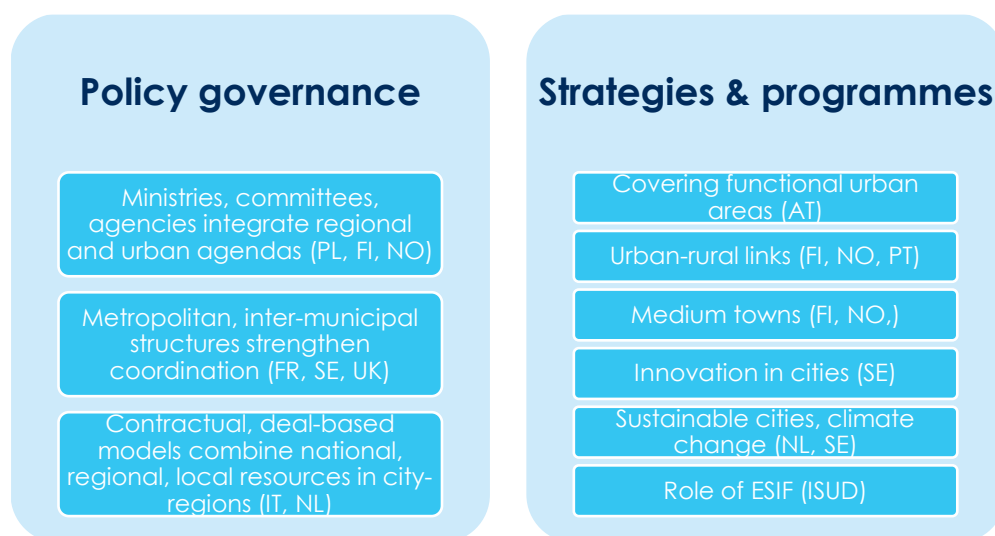 Policy governance
Ministries, committees,
agencies integrate regional
and urban agendas (PL, FI, NO)
Metropolitan, inter-municipal
structures strengthen
coordination (FR, SE, UK)
Contractual, deal-based
models combine national,
regional, local resources in city-
regions (IT, NL)
Strategies & programmes
Covering functional urban
areas (AT)
Urban-rural links (FI, NO, PT)
Medium towns (FI, NO,)
Innovation in cities (SE)
Sustainable cities, climate
change (NL, SE)
Role of ESIF (ISUD)